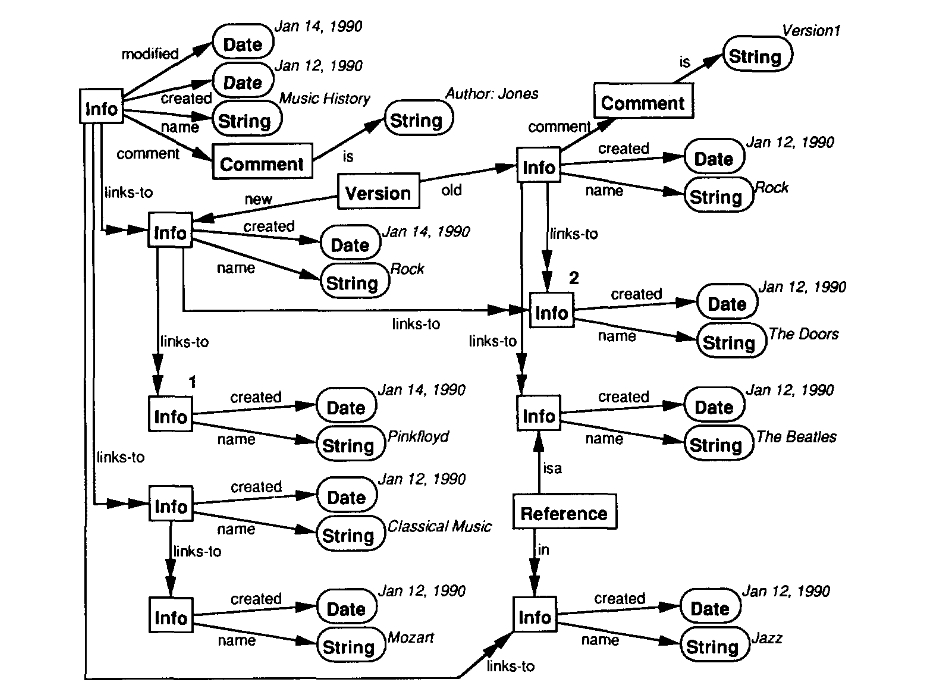 Jan 14, 1990
Version1
modified
Date
String
is
Jan 12, 1990
Date
Info
created
Music History
Author: Jones
Comment
name
String
String
comment
comment
Jan 12, 1990
created
Date
Comment
is
Info
links-to
Version
old
name
String
Rock
new
Info
created
Jan 14, 1990
Date
links-to
name
Rock
String
2
Jan 12, 1990
created
Date
Info
links-to
name
String
The Doors
links-to
links-to
1
Jan 14, 1990
Jan 12, 1990
created
Date
created
Date
Info
Info
name
String
Pinkfloyd
name
String
The Beatles
links-to
isa
Jan 12, 1990
created
Date
Info
Reference
name
String
Classical Music
links-to
in
Jan 12, 1990
Jan 12, 1990
created
Date
created
Date
Info
Info
name
String
Mozart
name
String
Jazz
links-to